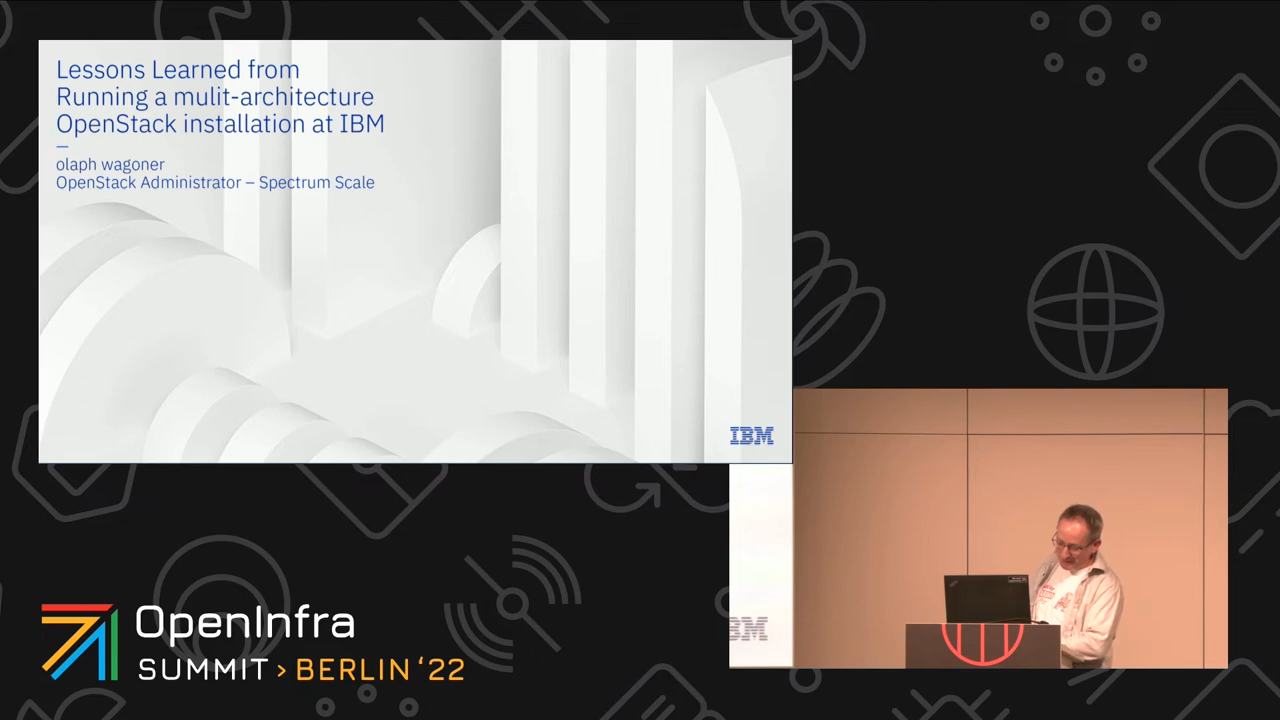 Lessons Learned from
Running a mulit-architecture
OpenStack installation at IBM
olaph wagoner
OpenStack Administrator – Spectrum Scale
IBM
BM
OpenInfra
SUMMIT > BERLIN ‘22